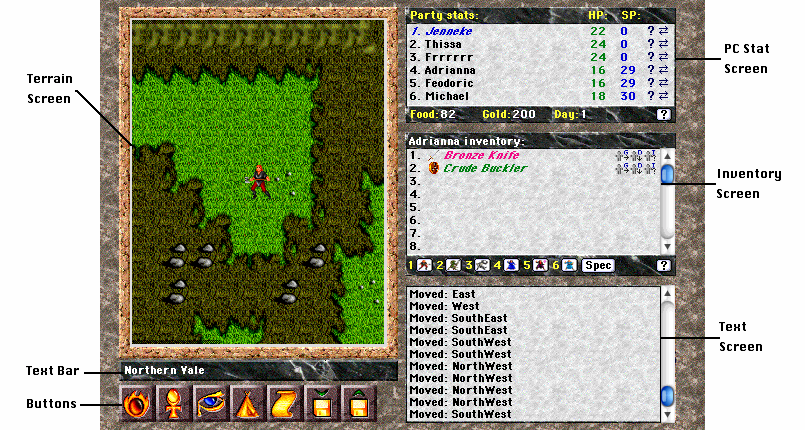 Party stats: HP: SP:
1. Jenneke 22 0 ?
2. Thissa 24 0 ?
3. Frrrrrr 24 0 ?
4. Adrianna 16 29 ?
5. Feodoric 16 29 ?
6. Michael 18 30 ?
Food:82 Gold:200 Day:1 ?
PC Stat
Screen
Terrain
Screen
Adrianna inventory:
1. Bronze Knife G D I
2. Crude Buckler G D I
3.
4.
5.
6.
7.
8.
1 2 3 4 5 6 Spec ?
Inventory
Screen
Moved: East
Moved: West
Moved: SouthEast
Moved: SouthEast
Moved: SouthWest
Moved: SouthWest
Moved: NorthWest
Moved: NorthWest
Moved: NorthWest
Moved: NorthWest
Moved: SouthWest
Text
Screen
Text Bar
Northern Vale
Buttons